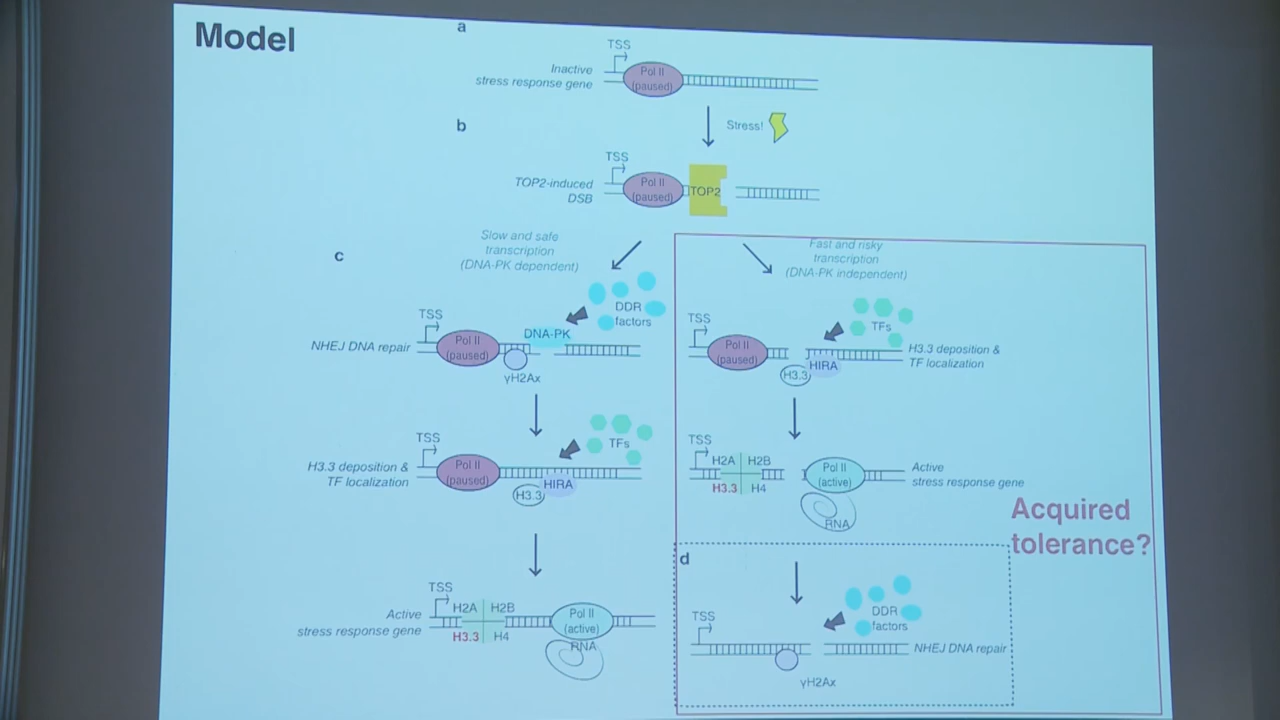 Model
a
TSS
Inactive
stress response gene
Pol II
(paused)
Stress!
b
TSS
TOP2-induced
DSB
Pol II
(paused)
TOP2
Slow and safe
transcription
(DNA-PK dependent)
Fast and risky
transcription
(DNA-PK independent)
c
DDR
factors
TSS
DNA-PK
NHEJ DNA repair
Pol II
(paused)
γH2Ax
TFs
TSS
Pol II
(paused)
H3.3 deposition &
TF localization
HIRA
H3.3
TSS
TFs
H3.3 deposition &
TF localization
Pol II
(paused)
HIRA
H3.3
TSS
H2A H2B
H3.3 H4
Pol II
(active)
RNA
Active
stress response gene
Acquired
tolerance?
TSS
H2A H2B
H3.3 H4
Active
stress response gene
Pol II
(active)
RNA
d
TSS
DDR
factors
NHEJ DNA repair
γH2Ax